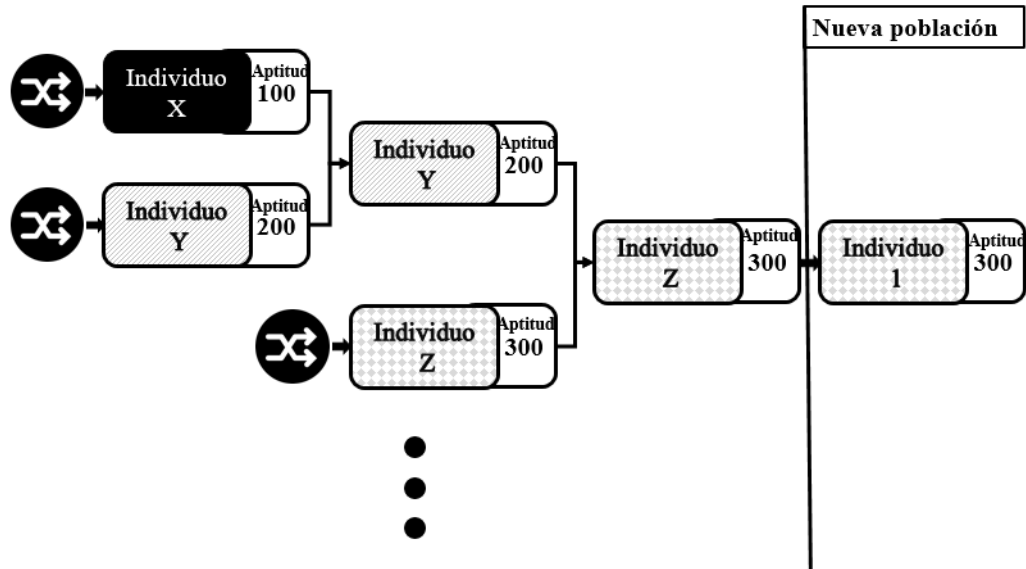 Nueva población
Individuo
X
Aptitud
100
Individuo
Y
Aptitud
200
Individuo
Y
Aptitud
200
Individuo
Z
Aptitud
300
Individuo
Z
Aptitud
300
Individuo
1
Aptitud
300